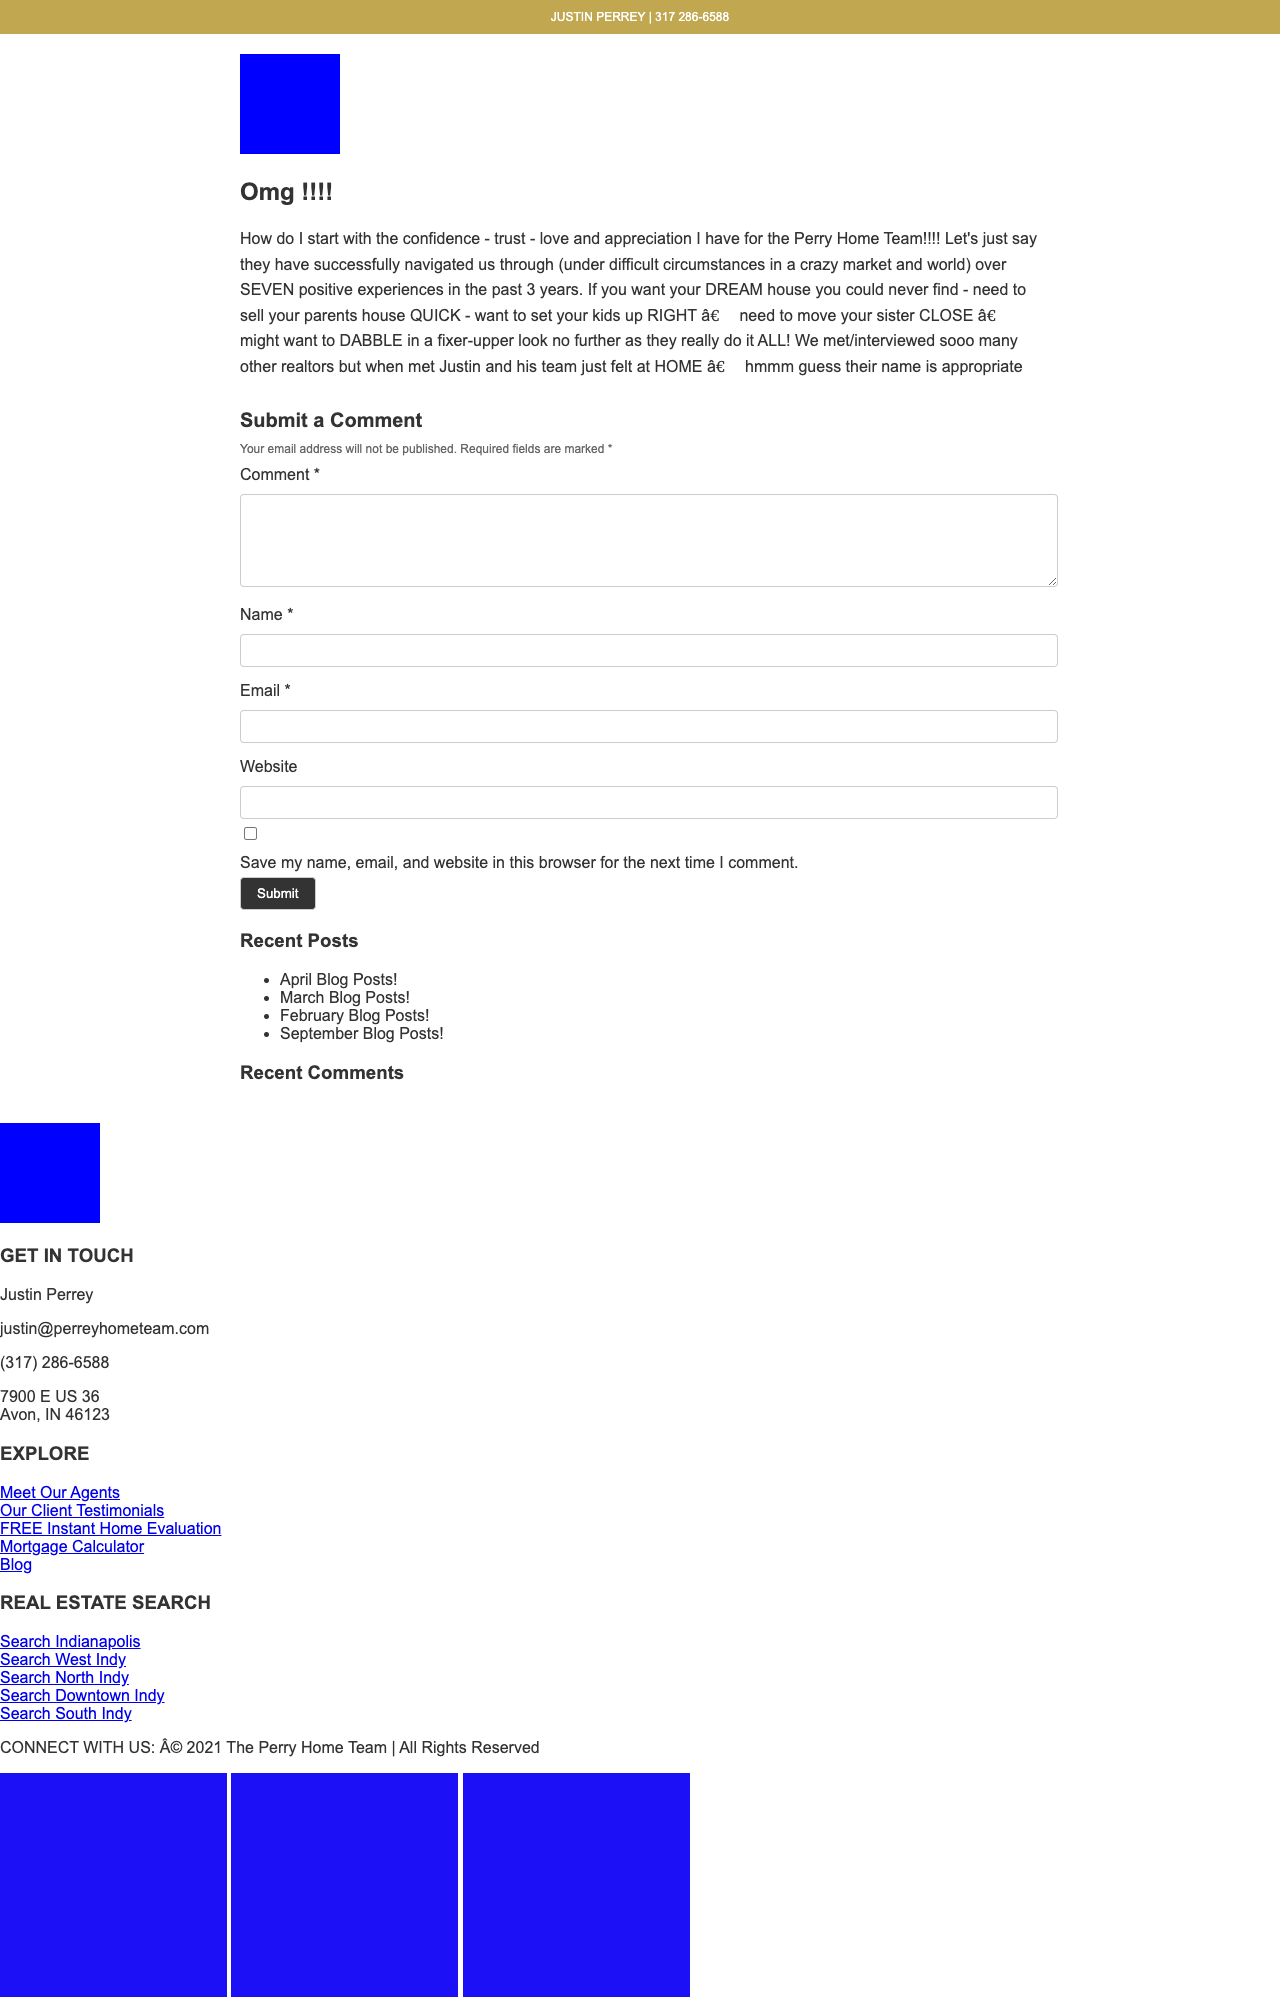 JUSTIN PERREY | 317 286-6588
Omg !!!!
How do I start with the confidence - trust - love and appreciation I have for the Perry Home Team!!!! Let's just say
they have successfully navigated us through (under difficult circumstances in a crazy market and world) over
SEVEN positive experiences in the past 3 years. If you want your DREAM house you could never find - need to
sell your parents house QUICK - want to set your kids up RIGHT â€ need to move your sister CLOSE â€
might want to DABBLE in a fixer-upper look no further as they really do it ALL! We met/interviewed sooo many
other realtors but when met Justin and his team just felt at HOME â€ hmmm guess their name is appropriate
Submit a Comment
Your email address will not be published. Required fields are marked *
Comment *
Name *
Email *
Website
Save my name, email, and website in this browser for the next time I comment.
Submit
Recent Posts
• April Blog Posts!
• March Blog Posts!
• February Blog Posts!
• September Blog Posts!
Recent Comments
GET IN TOUCH
Justin Perrey
justin@perreyhometeam.com
(317) 286-6588
7900 E US 36
Avon, IN 46123
EXPLORE
Meet Our Agents
Our Client Testimonials
FREE Instant Home Evaluation
Mortgage Calculator
Blog
REAL ESTATE SEARCH
Search Indianapolis
Search West Indy
Search North Indy
Search Downtown Indy
Search South Indy
CONNECT WITH US: Â© 2021 The Perry Home Team | All Rights Reserved